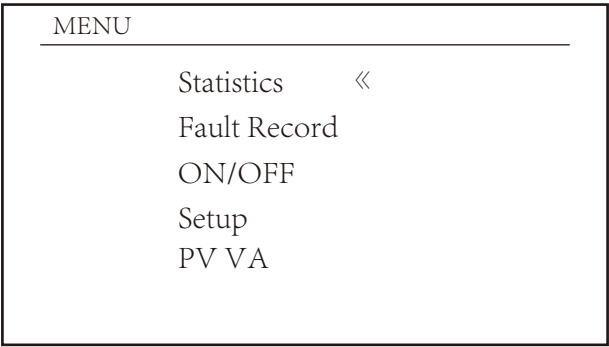 MENU
Statistics «
Fault Record
ON/OFF
Setup
PV VA